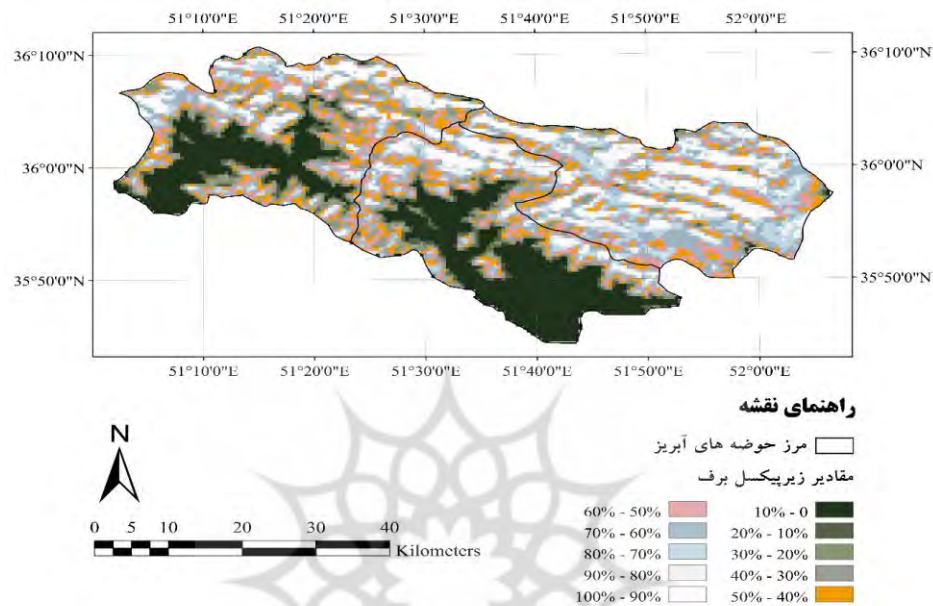 51°10'0"E 51°20'0"E 51°30'0"E 51°40'0"E 51°50'0"E 52°0'0"E
36°10'0"N 36°10'0"N
36°0'0"N 36°0'0"N
35°50'0"N 35°50'0"N
51°10'0"E 51°20'0"E 51°30'0"E 51°40'0"E 51°50'0"E 52°0'0"E
راهنمای نقشه
مرز حوضه های آبریز
مقادیر زیرپیکسل برف
10% - 0
20% - 10%
30% - 20%
40% - 30%
50% - 40%
60% - 50%
70% - 60%
80% - 70%
90% - 80%
100% - 90%
N
0 5 10 20 30 40
Kilometers